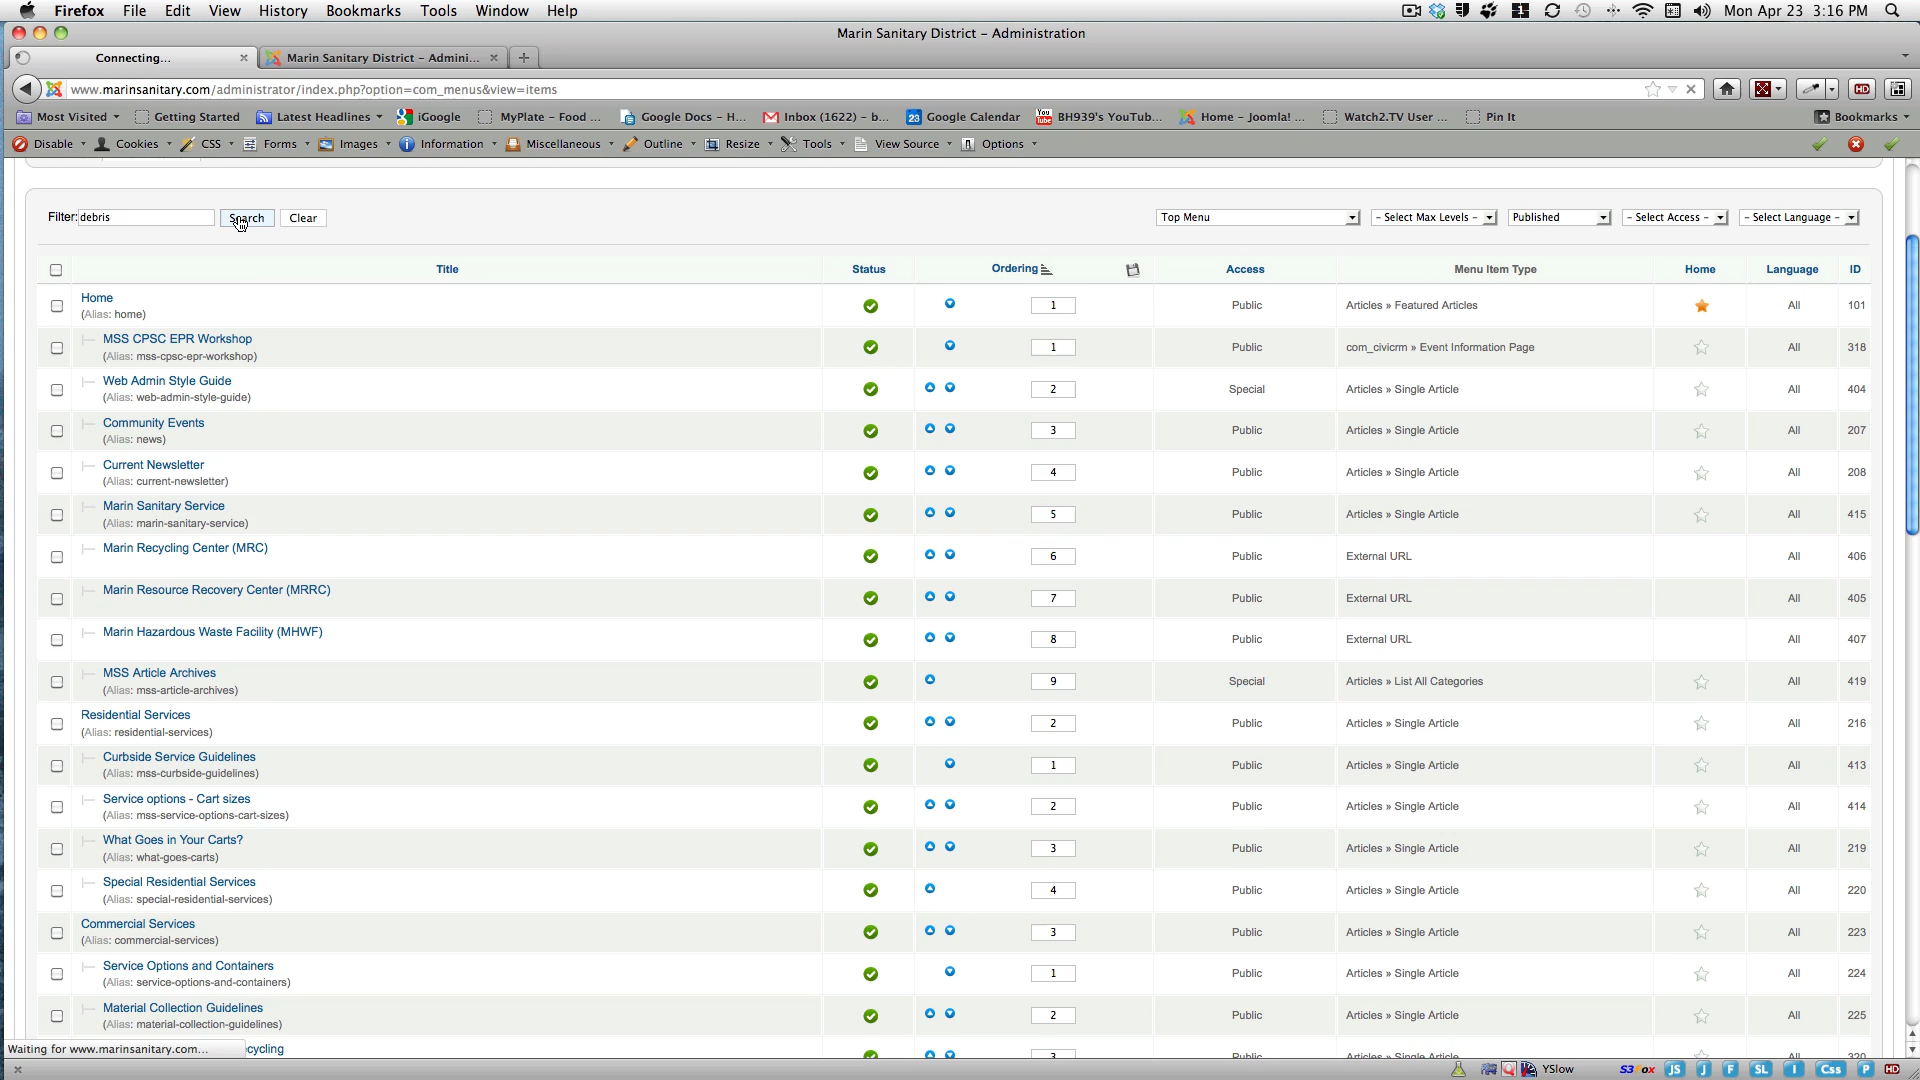 Firefox File Edit View History Bookmarks Tools Window Help Mon Apr 23 3:16 PM
Marin Sanitary District – Administration
Connecting... Marin Sanitary District – Admini...
www.marinsanitary.com/administrator/index.php?option=com_menus&view=items
Most Visited Getting Started Latest Headlines iGoogle MyPlate – Food ... Google Docs – H... Inbox (1622) – b... Google Calendar BH939's YouTub... Home – Joomla! ... Watch2.TV User ... Pin It Bookmarks
Disable Cookies CSS Forms Images Information Miscellaneous Outline Resize Tools View Source Options
Filter: debris Search Clear Top Menu - Select Max Levels - Published - Select Access - - Select Language -
Title Status Ordering Access Menu Item Type Home Language ID
Home 1 Public Articles » Featured Articles All 101
(Alias: home)
MSS CPSC EPR Workshop 1 Public com_civicrm » Event Information Page All 318
(Alias: mss-cpsc-epr-workshop)
Web Admin Style Guide 2 Special Articles » Single Article All 404
(Alias: web-admin-style-guide)
Community Events 3 Public Articles » Single Article All 207
(Alias: news)
Current Newsletter 4 Public Articles » Single Article All 208
(Alias: current-newsletter)
Marin Sanitary Service 5 Public Articles » Single Article All 415
(Alias: marin-sanitary-service)
Marin Recycling Center (MRC) 6 Public External URL All 406
Marin Resource Recovery Center (MRRC) 7 Public External URL All 405
Marin Hazardous Waste Facility (MHWF) 8 Public External URL All 407
MSS Article Archives 9 Special Articles » List All Categories All 419
(Alias: mss-article-archives)
Residential Services 2 Public Articles » Single Article All 216
(Alias: residential-services)
Curbside Service Guidelines 1 Public Articles » Single Article All 413
(Alias: mss-curbside-guidelines)
Service options - Cart sizes 2 Public Articles » Single Article All 414
(Alias: mss-service-options-cart-sizes)
What Goes in Your Carts? 3 Public Articles » Single Article All 219
(Alias: what-goes-carts)
Special Residential Services 4 Public Articles » Single Article All 220
(Alias: special-residential-services)
Commercial Services 3 Public Articles » Single Article All 223
(Alias: commercial-services)
Service Options and Containers 1 Public Articles » Single Article All 224
(Alias: service-options-and-containers)
Material Collection Guidelines 2 Public Articles » Single Article All 225
(Alias: material-collection-guidelines)
Waiting for www.marinsanitary.com... ecycling 3 Public Articles » Single Article All 320
YSlow S3Fox JS J F SL I Css P HD